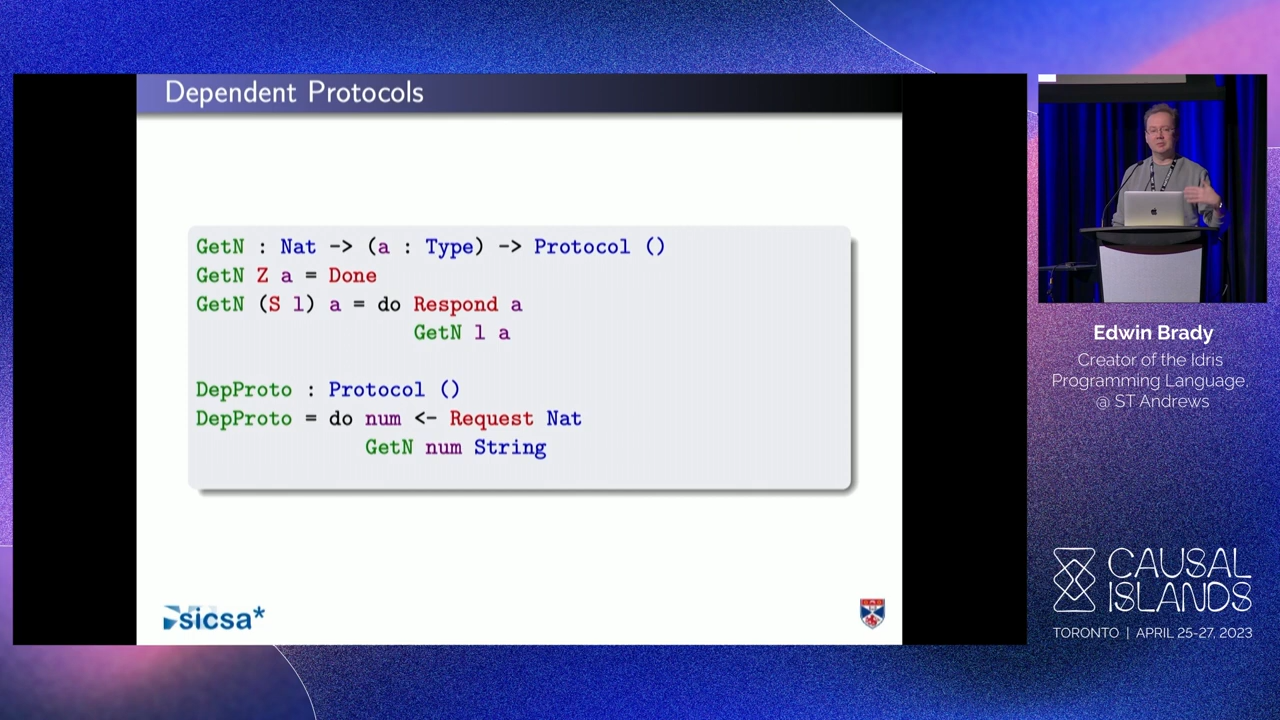 Dependent Protocols
GetN : Nat -> (a : Type) -> Protocol ()
GetN Z a = Done
GetN (S l) a = do Respond a
GetN l a
DepProto : Protocol ()
DepProto = do num <- Request Nat
GetN num String
sicsa*
Edwin Brady
Creator of the Idris
Programming Language,
@ ST Andrews
CAUSAL
ISLANDS
TORONTO | APRIL 25-27, 2023